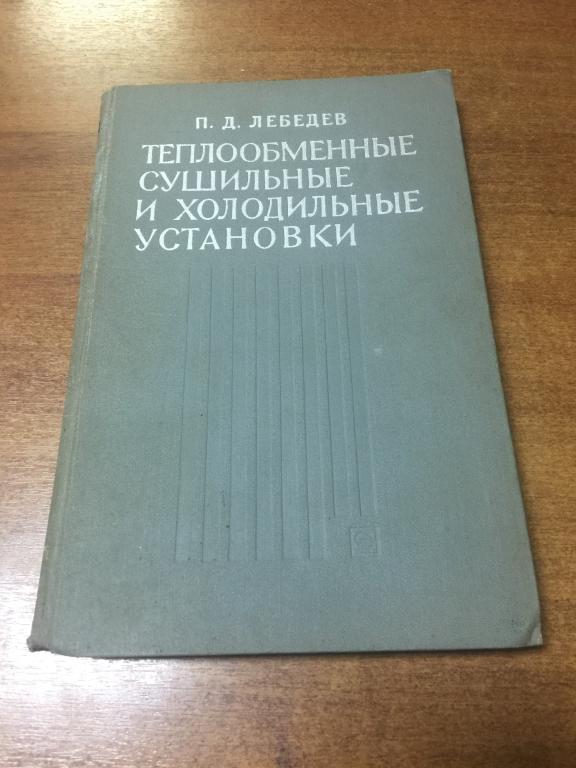 П. Д. ЛЕБЕДЕВ
ТЕПЛООБМЕННЫЕ
СУШИЛЬНЫЕ
И ХОЛОДИЛЬНЫЕ
УСТАНОВКИ